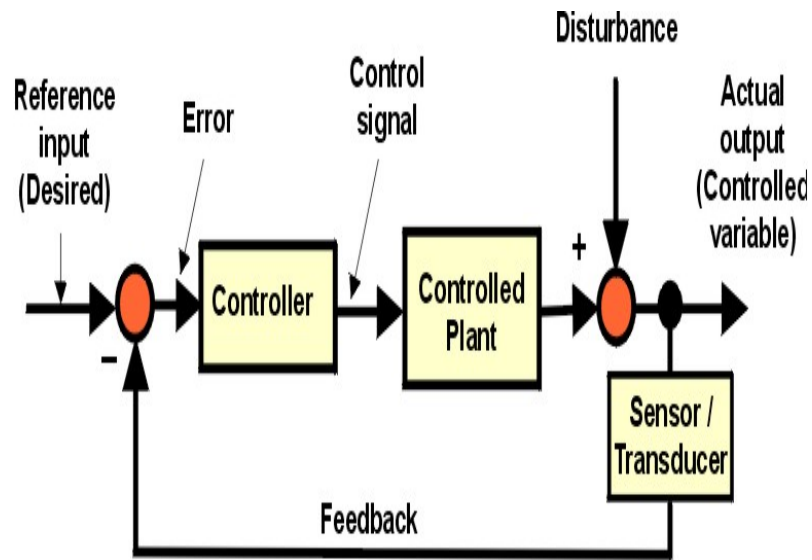 Disturbance
Reference
input
(Desired)
Error
Control
signal
Actual
output
(Controlled
variable)
+
Controller
Controlled
Plant
–
Sensor /
Transducer
Feedback